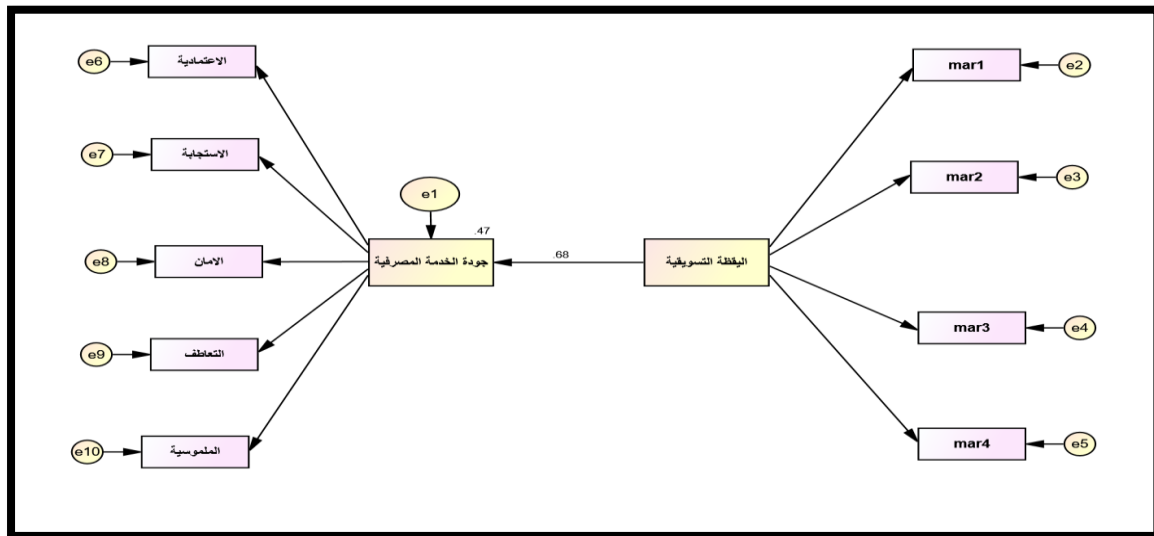 e6
الاعتمادية
mar1
e2
e7
الاستجابة
mar2
e3
e1
.47
جودة الخدمة المصرفية
.68
اليقظة التسويقية
e8
الامان
e9
التعاطف
mar3
e4
e10
الملموسية
mar4
e5